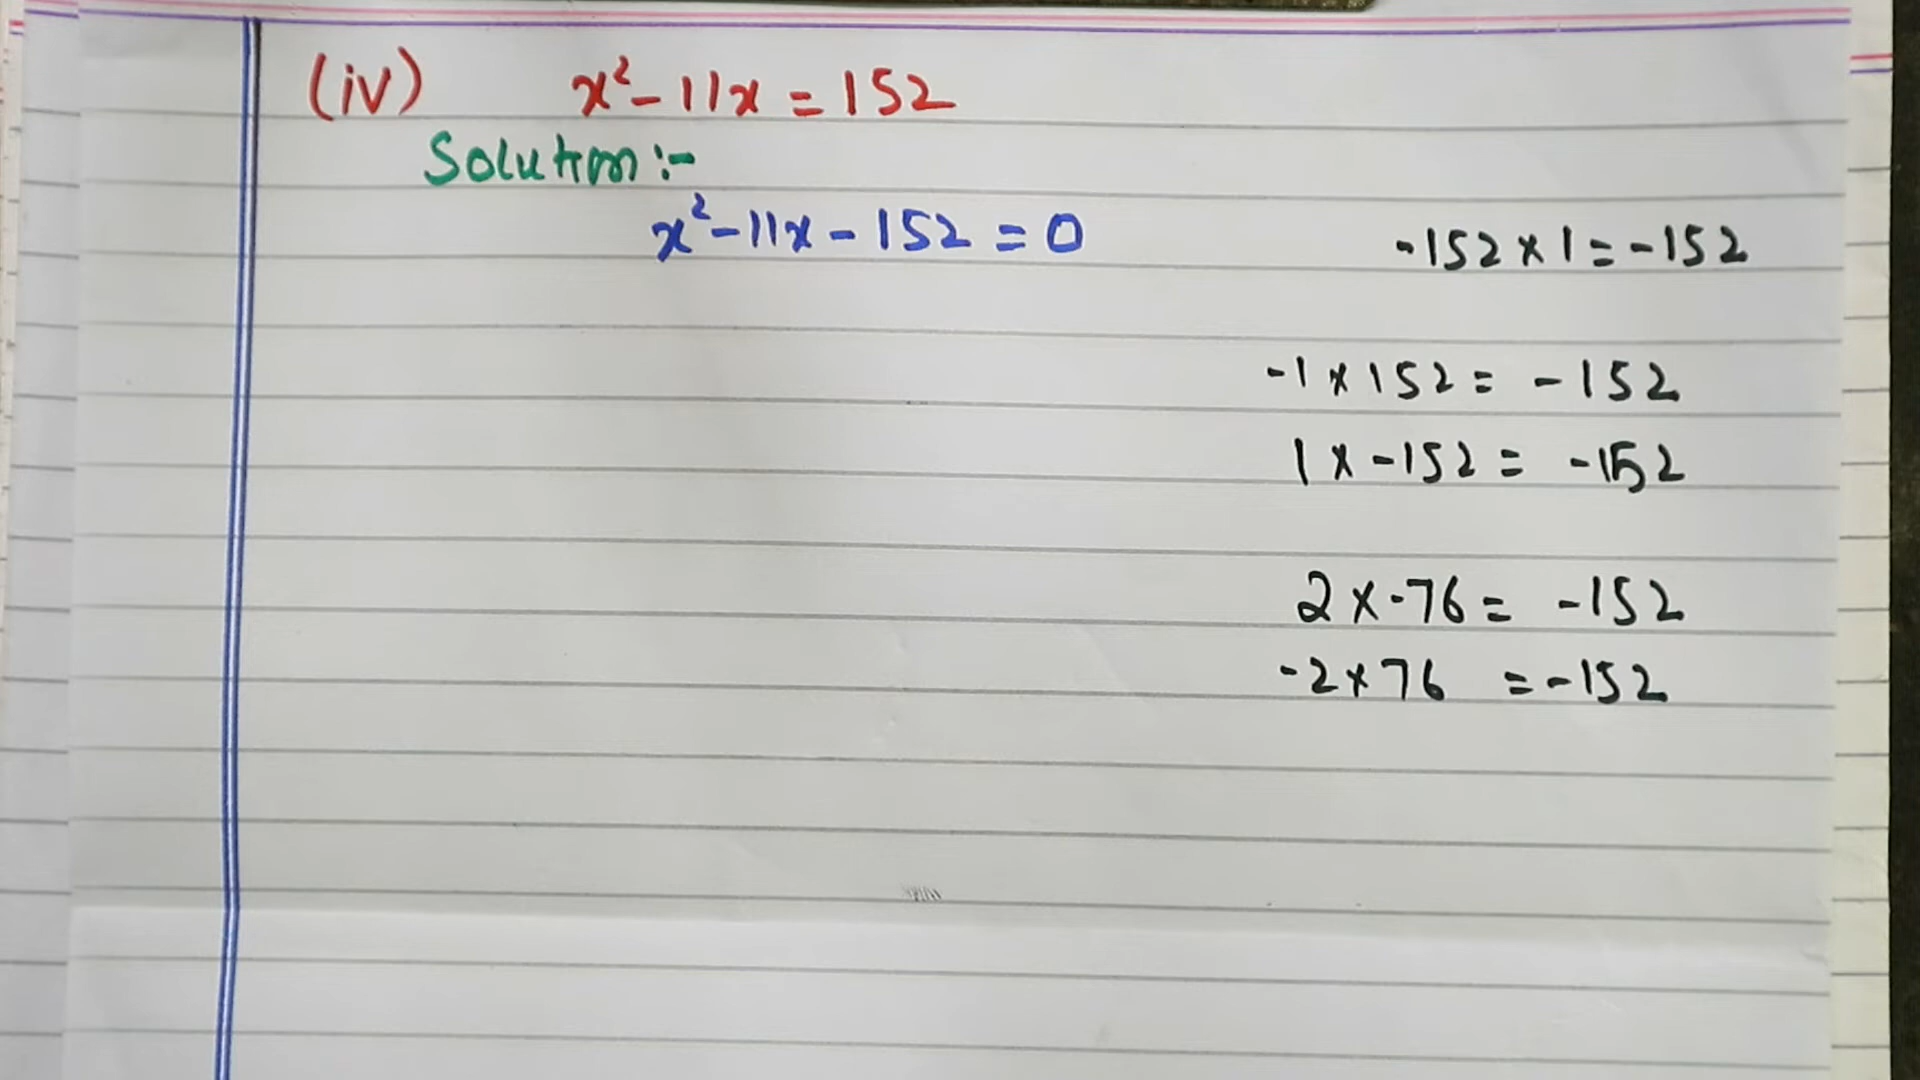 (iv) x² - 11x = 152
Solution :-
x² - 11x - 152 = 0
-152 × 1 = -152
-1 × 152 = -152
1 × -152 = -152
2 × -76 = -152
-2 × 76 = -152